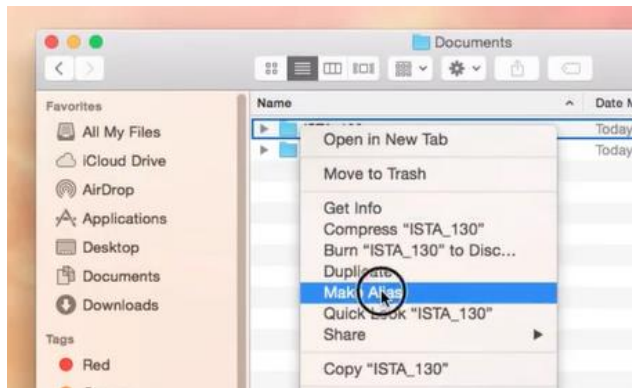 Documents
Favorites
All My Files
iCloud Drive
AirDrop
Applications
Desktop
Documents
Downloads
Tags
Red
Name
Date
Today
Today
Open in New Tab
Move to Trash
Get Info
Compress "ISTA_130"
Burn "ISTA_130" to Disc...
Duplicate
Make Alias
Quick Look "ISTA_130"
Share
Copy "ISTA_130"